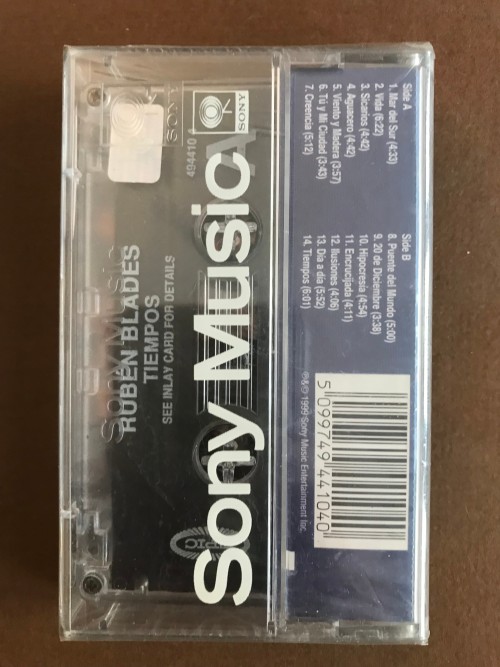 Side A
1. Mar del Sur (4:33)
2. Vida (6:22)
3. Sicarios (4:42)
4. Aguacero (4:42)
5. Viento y Madera (3:57)
6. Tú y Mi Ciudad (3:43)
7. Creencia (5:12)
Side B
8. Puente del Mundo (5:00)
9. 20 de Diciembre (3:38)
10. Hipocresía (4:54)
11. Encrucijada (4:11)
12. Ilusiones (4:06)
13. Día a día (5:52)
14. Tiempos (6:01)
℗&© 1999 Sony Music Entertainment Inc.
5 099749 441040
SONY
SONY
494410 4
A
Sony Music
Sony Music
RUBEN BLADES
TIEMPOS
SEE INLAY CARD FOR DETAILS
EPIC